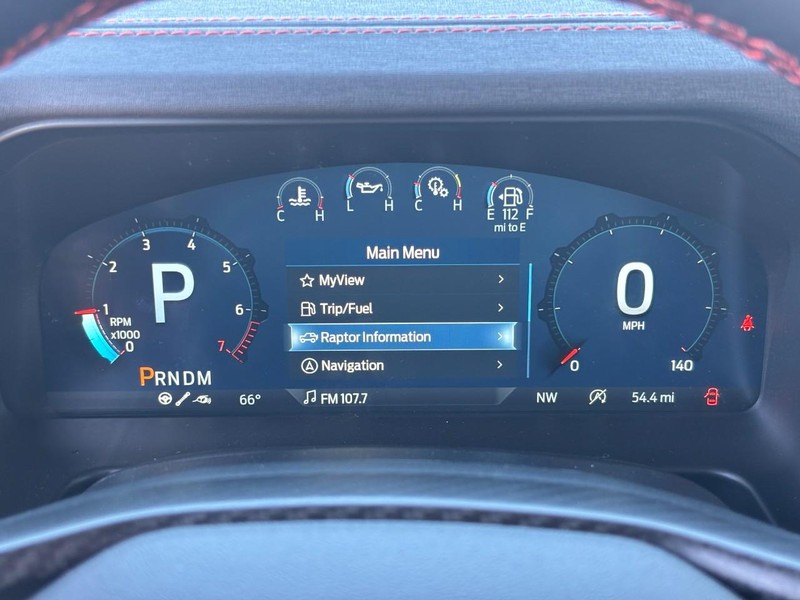 C H
L H
C H
E 112 F
mi to E
Main Menu
MyView
Trip/Fuel
Raptor Information
Navigation
0 1 2 3 4 5 6 7
P
RPM
x1000
PRNDM
0
MPH
0 140
66°
FM 107.7
NW
54.4 mi